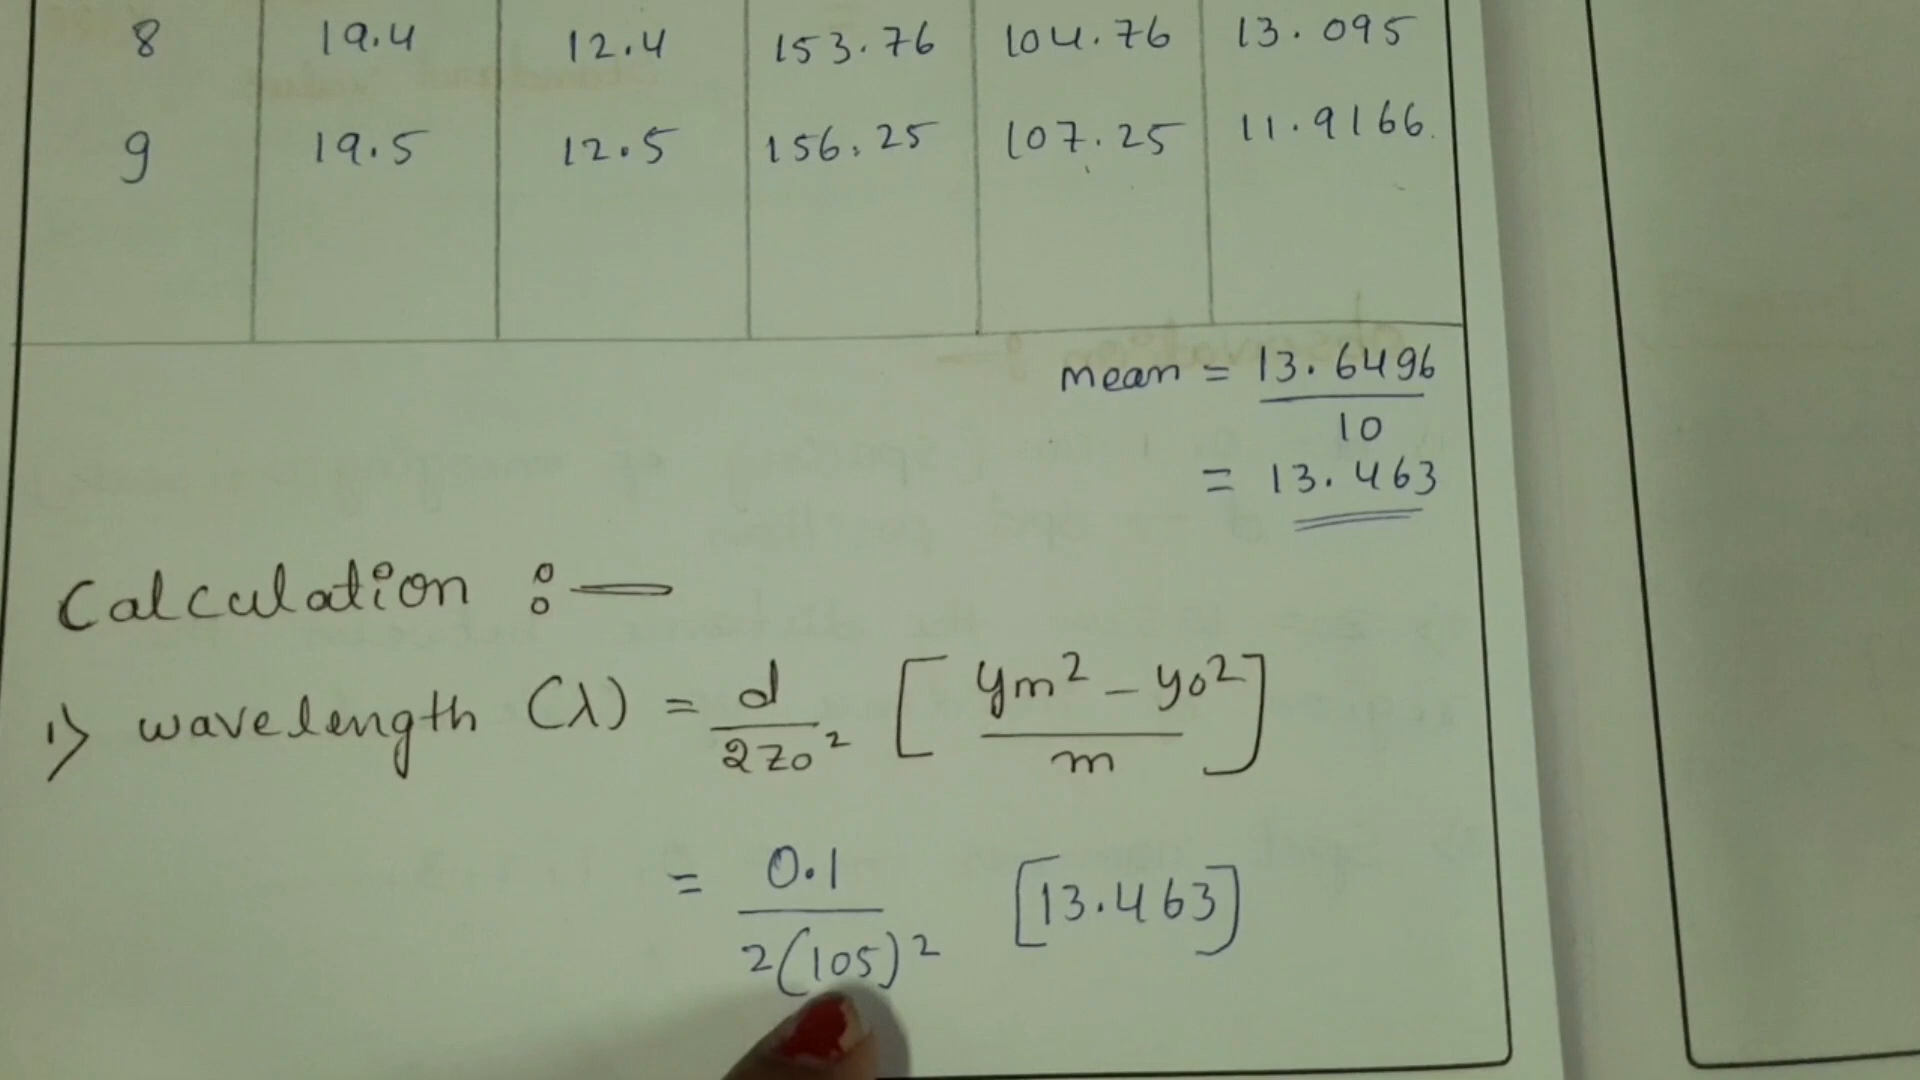 8 19.4 12.4 153.76 104.76 13.095
9 19.5 12.5 156.25 107.25 11.9166
mean = 13.6496
10
= 13.463
Calculation :—
1) wavelength (λ) = d/2z0² [ym² - y0²/m]
= 0.1/2(105)² [13.463]